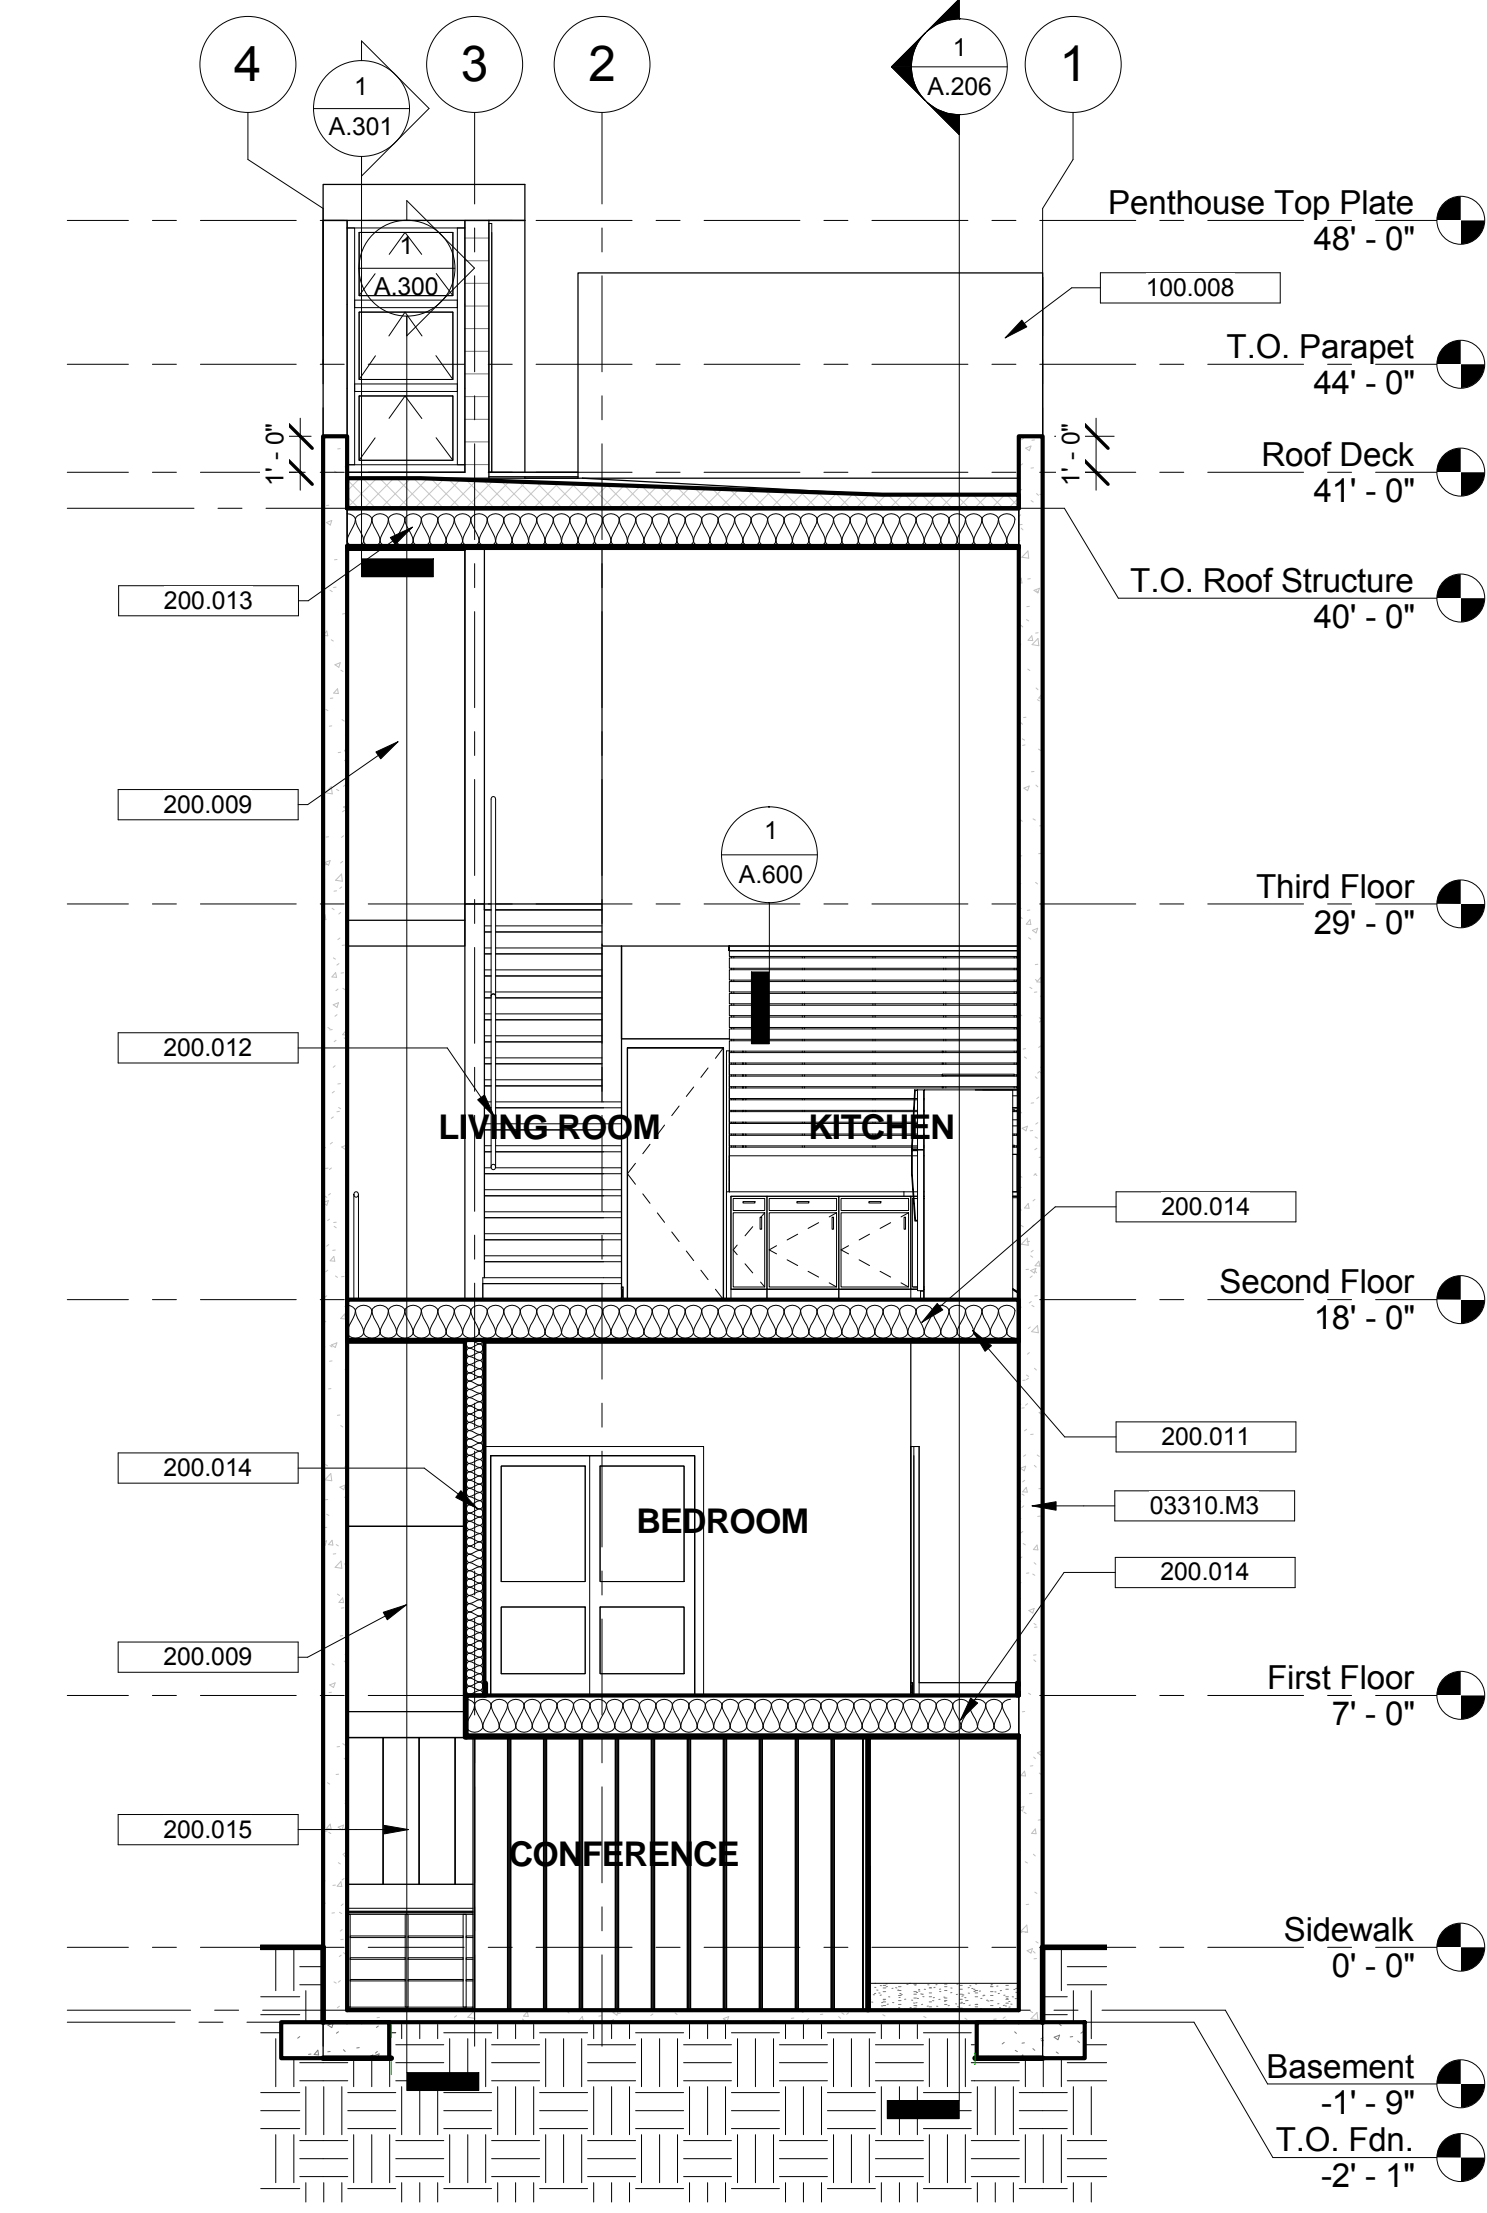 4
1
A.301
3
2
1
A.206
1
Penthouse Top Plate
48' - 0"
1
A.300
100.008
T.O. Parapet
44' - 0"
1' - 0"
1' - 0"
Roof Deck
41' - 0"
200.013
T.O. Roof Structure
40' - 0"
200.009
1
A.600
Third Floor
29' - 0"
200.012
LIVING ROOM
KITCHEN
200.014
Second Floor
18' - 0"
200.011
200.014
03310.M3
BEDROOM
200.014
200.009
First Floor
7' - 0"
200.015
CONFERENCE
Sidewalk
0' - 0"
Basement
-1' - 9"
T.O. Fdn.
-2' - 1"